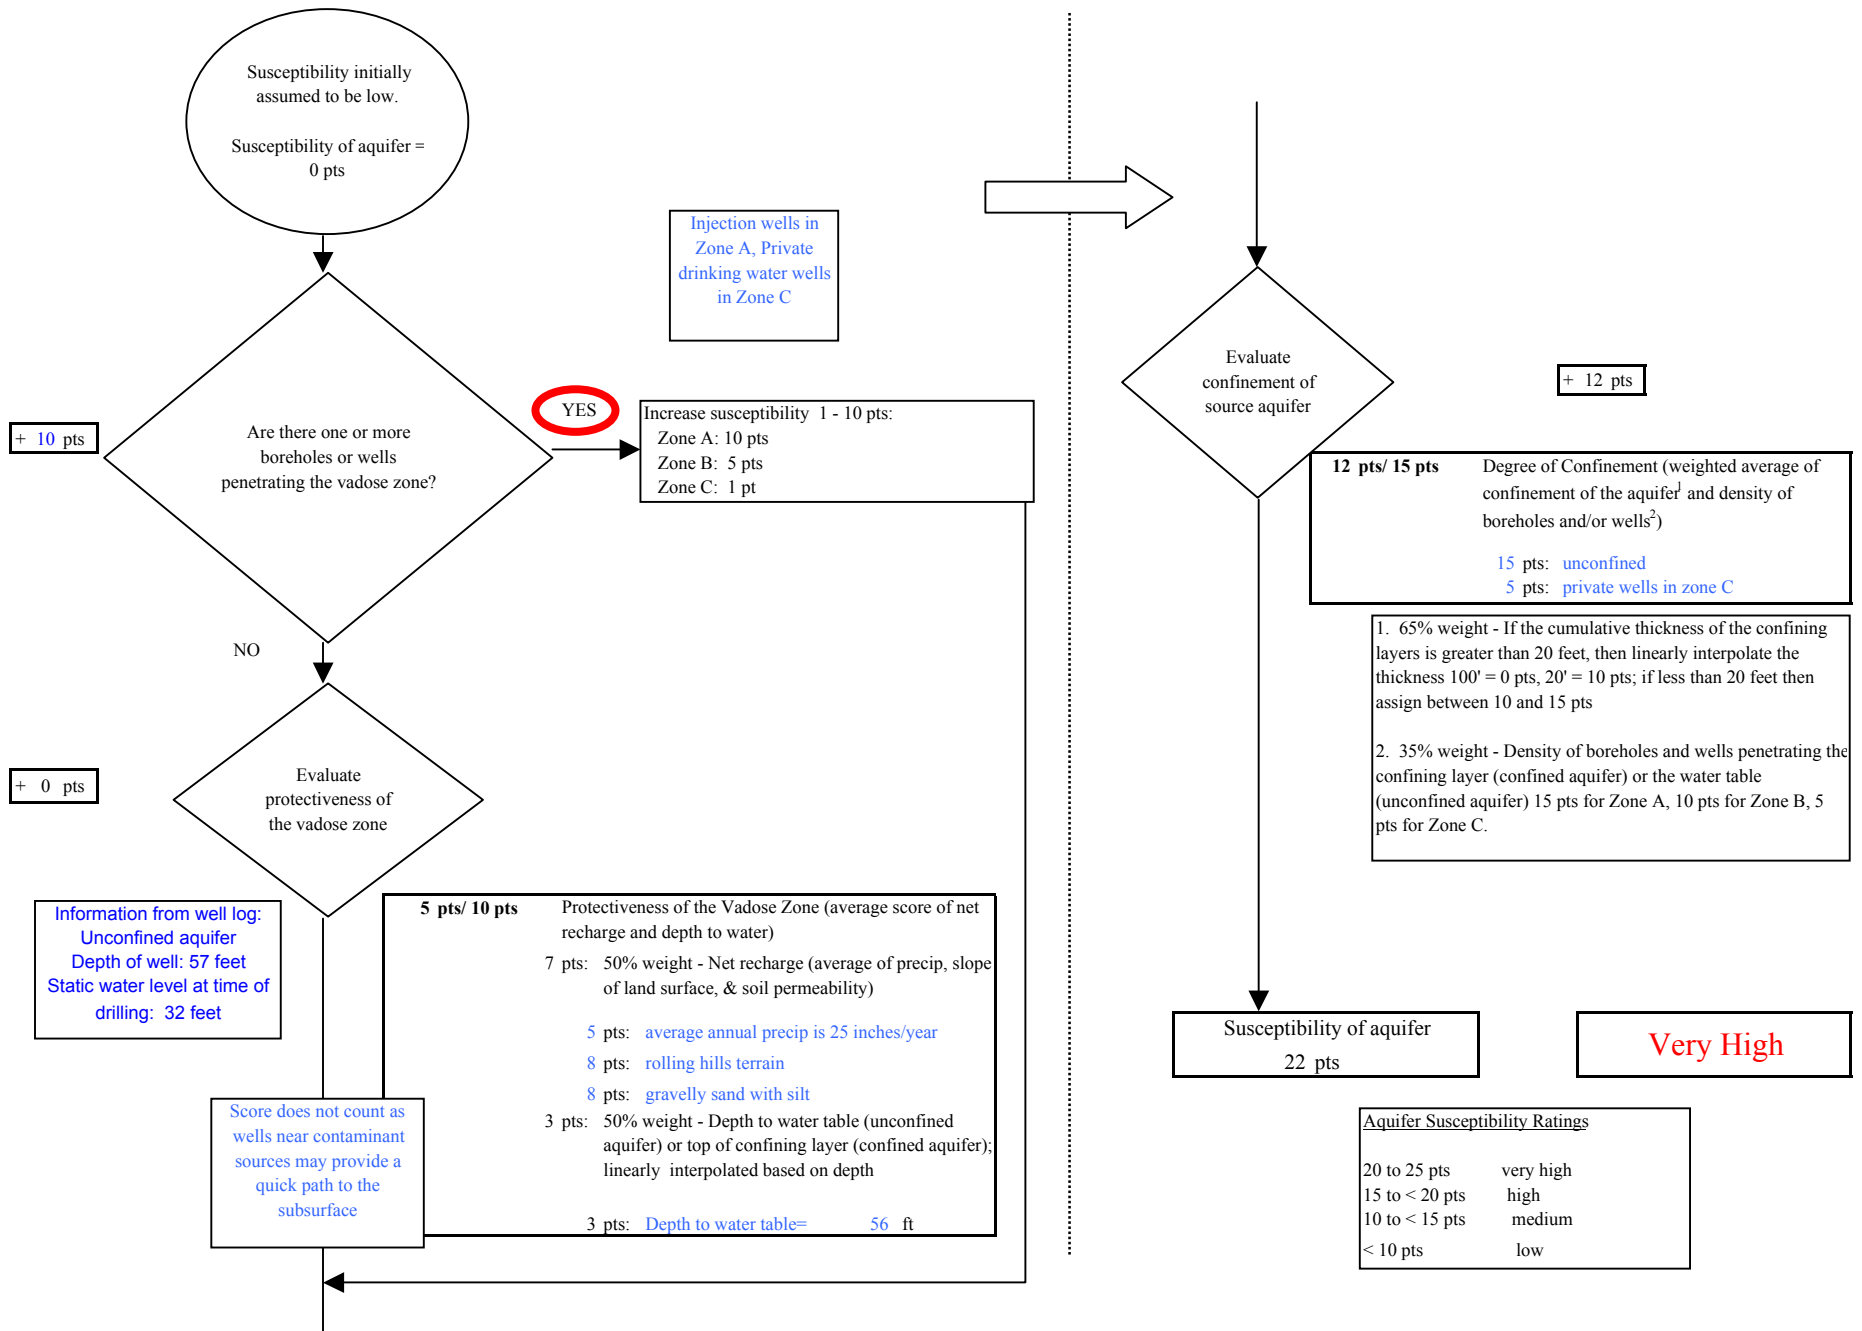 Susceptibility initially
assumed to be low.
Susceptibility of aquifer =
0 pts
Injection wells in
Zone A, Private
drinking water wells
in Zone C
+ 10 pts
Are there one or more
boreholes or wells
penetrating the vadose zone?
YES
Increase susceptibility 1 - 10 pts:
Zone A: 10 pts
Zone B: 5 pts
Zone C: 1 pt
NO
+ 0 pts
Evaluate
protectiveness of
the vadose zone
Information from well log:
Unconfined aquifer
Depth of well: 57 feet
Static water level at time of
drilling: 32 feet
5 pts/ 10 pts Protectiveness of the Vadose Zone (average score of net
recharge and depth to water)
7 pts: 50% weight - Net recharge (average of precip, slope
of land surface, & soil permeability)
5 pts: average annual precip is 25 inches/year
8 pts: rolling hills terrain
8 pts: gravelly sand with silt
3 pts: 50% weight - Depth to water table (unconfined
aquifer) or top of confining layer (confined aquifer);
linearly interpolated based on depth
3 pts: Depth to water table= 56 ft
Score does not count as
wells near contaminant
sources may provide a
quick path to the
subsurface
Evaluate
confinement of
source aquifer
+ 12 pts
12 pts/ 15 pts Degree of Confinement (weighted average of
confinement of the aquifer1 and density of
boreholes and/or wells2)
15 pts: unconfined
5 pts: private wells in zone C
1. 65% weight - If the cumulative thickness of the confining
layers is greater than 20 feet, then linearly interpolate the
thickness 100' = 0 pts, 20' = 10 pts; if less than 20 feet then
assign between 10 and 15 pts
2. 35% weight - Density of boreholes and wells penetrating the
confining layer (confined aquifer) or the water table
(unconfined aquifer) 15 pts for Zone A, 10 pts for Zone B, 5
pts for Zone C.
Susceptibility of aquifer
22 pts
Very High
Aquifer Susceptibility Ratings
20 to 25 pts very high
15 to < 20 pts high
10 to < 15 pts medium
< 10 pts low